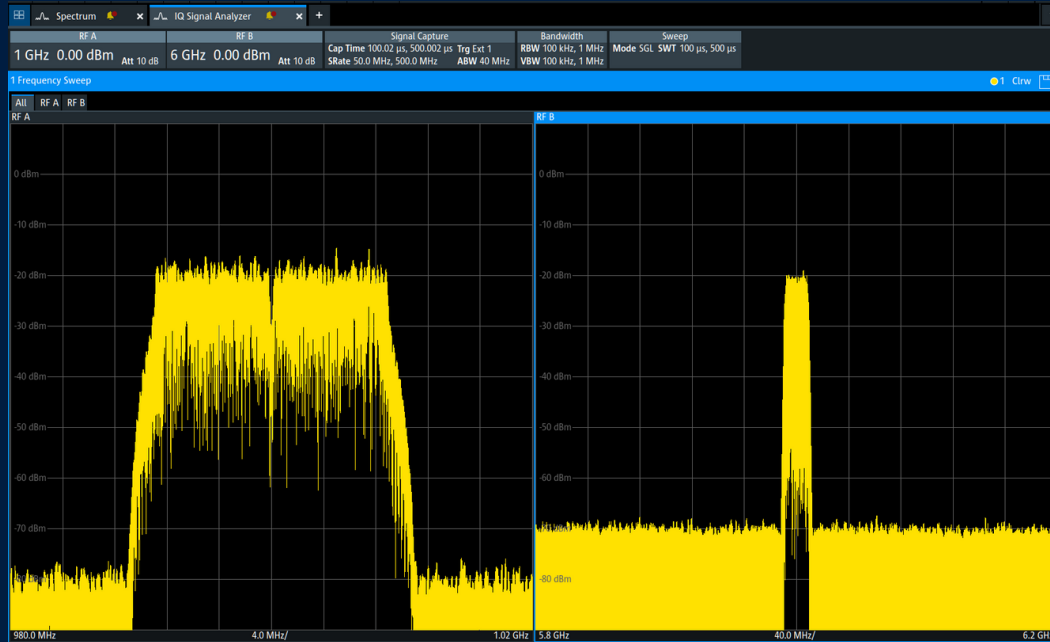 Spectrum x IQ Signal Analyzer x +
RF A RF B Signal Capture Bandwidth Sweep
1 GHz 0.00 dBm Att 10 dB 6 GHz 0.00 dBm Att 10 dB Cap Time 100.02 µs, 500.002 µs Trg Ext 1 RBW 100 kHz, 1 MHz Mode SGL SWT 100 µs, 500 µs
SRate 50.0 MHz, 500.0 MHz ABW 40 MHz VBW 100 kHz, 1 MHz
1 Frequency Sweep 1 Clrw
All RF A RF B
RF A RF B
0 dBm 0 dBm
-10 dBm -10 dBm
-20 dBm -20 dBm
-30 dBm -30 dBm
-40 dBm -40 dBm
-50 dBm -50 dBm
-60 dBm -60 dBm
-70 dBm
-80 dBm
980.0 MHz 4.0 MHz/ 1.02 GHz 5.8 GHz 40.0 MHz/ 6.2 GH